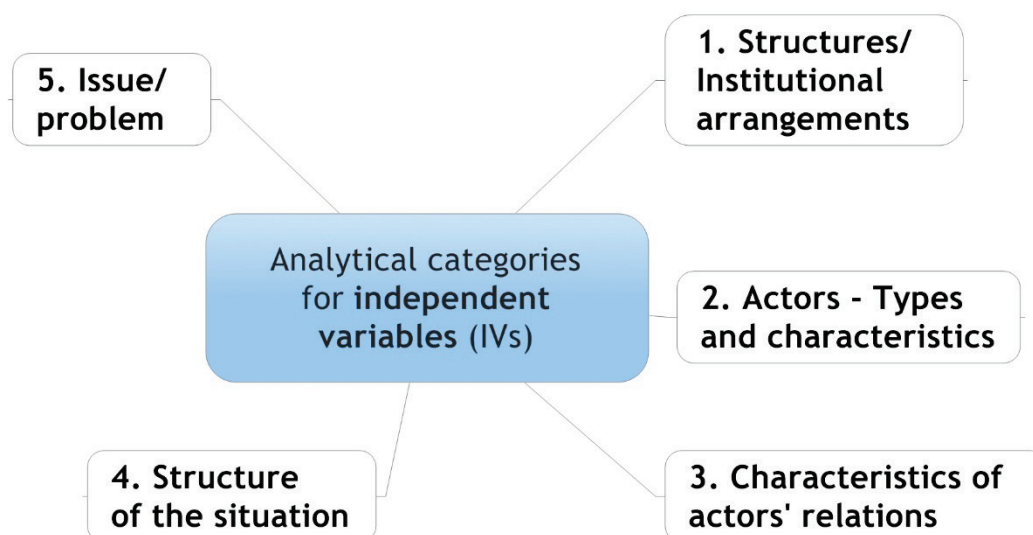 5. Issue/
problem
1. Structures/
Institutional
arrangements
Analytical categories
for independent
variables (IVs)
2. Actors - Types
and characteristics
4. Structure
of the situation
3. Characteristics of
actors' relations